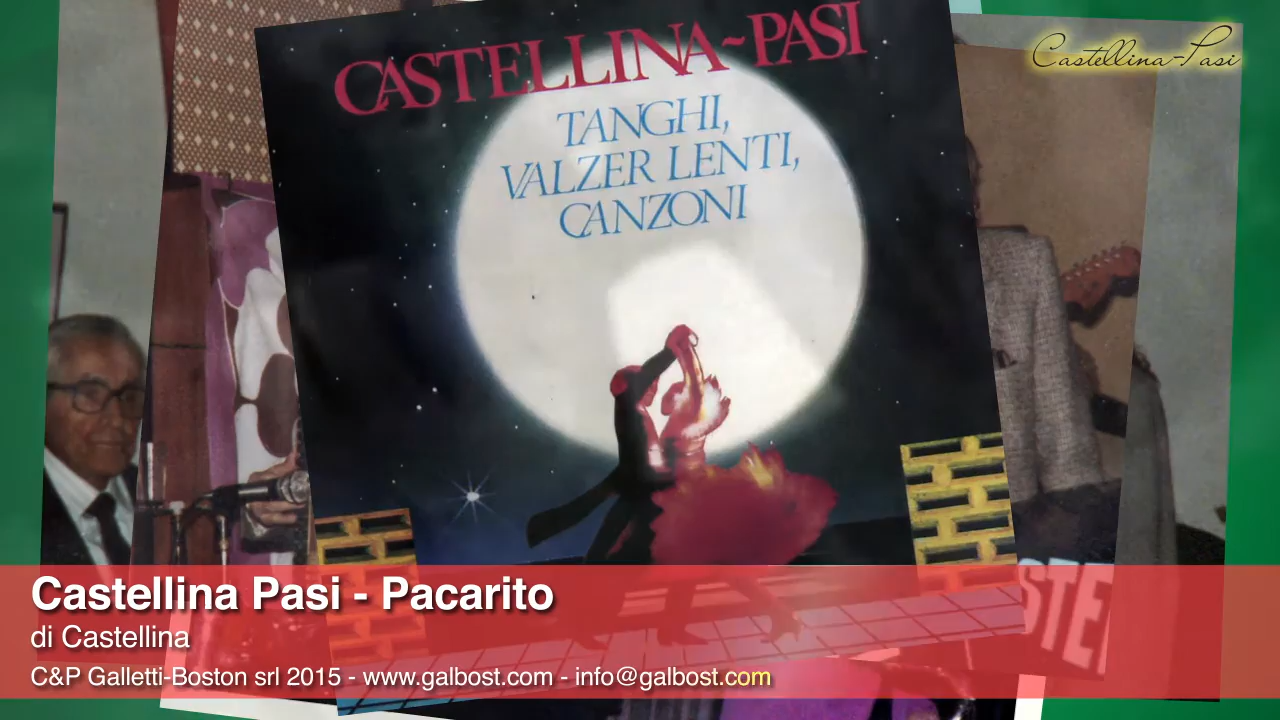 CASTELLINA~PASI
TANGHI,
VALZER LENTI,
CANZONI
Castellina-Pasi
STE
Castellina Pasi - Pacarito
di Castellina
C&P Galletti-Boston srl 2015 - www.galbost.com - info@galbost.com